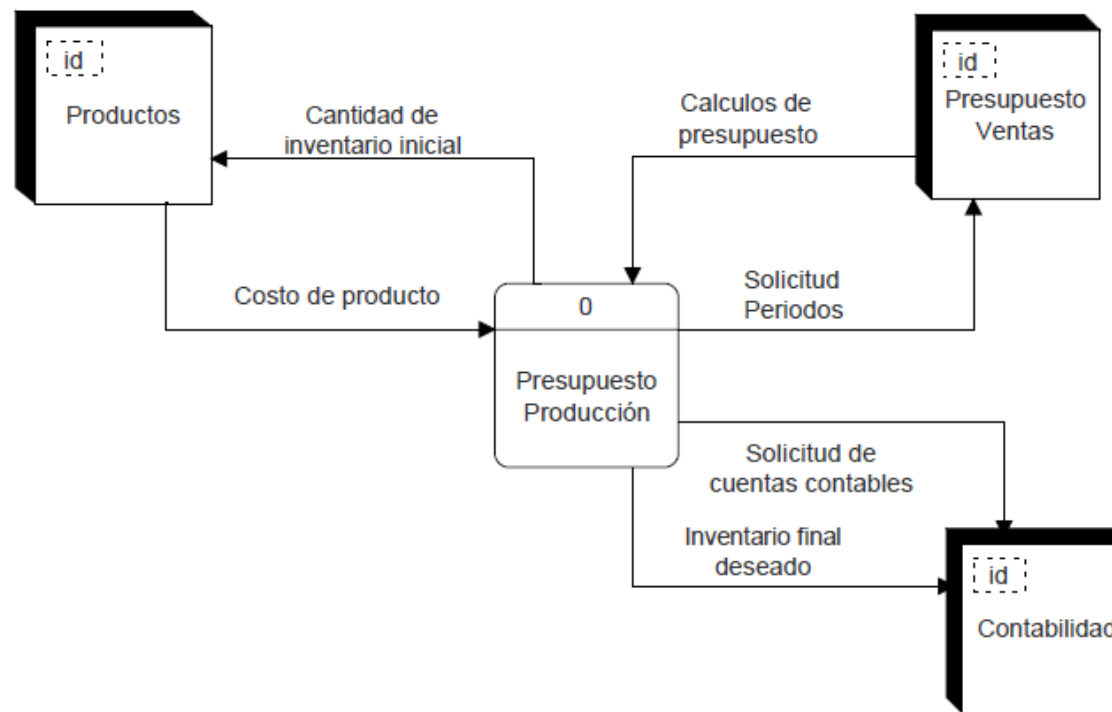 id
Productos
Cantidad de
inventario inicial
Calculos de
presupuesto
id
Presupuesto
Ventas
Costo de producto
0
Presupuesto
Producción
Solicitud
Periodos
Solicitud de
cuentas contables
Inventario final
deseado
id
Contabilidad